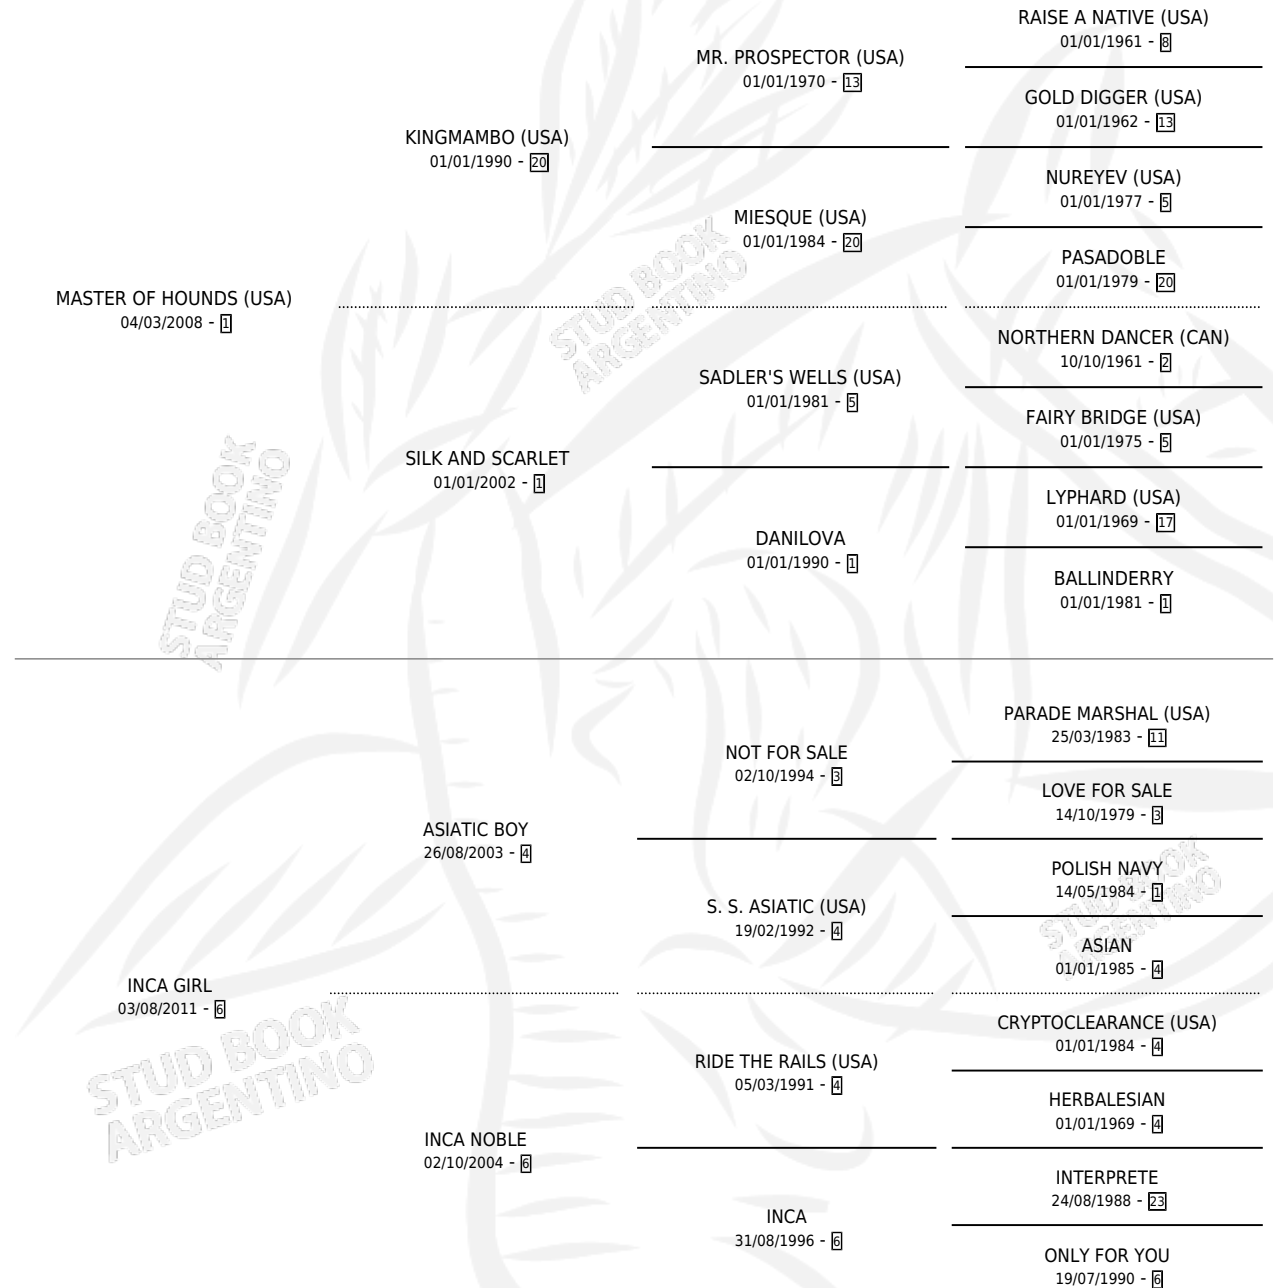 RAISE A NATIVE (USA)
01/01/1961 - 8
MR. PROSPECTOR (USA)
01/01/1970 - 13
GOLD DIGGER (USA)
01/01/1962 - 13
KINGMAMBO (USA)
01/01/1990 - 20
NUREYEV (USA)
01/01/1977 - 5
MIESQUE (USA)
01/01/1984 - 20
PASADOBLE
01/01/1979 - 20
MASTER OF HOUNDS (USA)
04/03/2008 - 1
NORTHERN DANCER (CAN)
10/10/1961 - 2
SADLER'S WELLS (USA)
01/01/1981 - 5
FAIRY BRIDGE (USA)
01/01/1975 - 5
SILK AND SCARLET
01/01/2002 - 1
LYPHARD (USA)
01/01/1969 - 17
DANILOVA
01/01/1990 - 1
BALLINDERRY
01/01/1981 - 1
PARADE MARSHAL (USA)
25/03/1983 - 11
NOT FOR SALE
02/10/1994 - 3
LOVE FOR SALE
14/10/1979 - 3
ASIATIC BOY
26/08/2003 - 4
POLISH NAVY
14/05/1984 - 1
S. S. ASIATIC (USA)
19/02/1992 - 4
ASIAN
01/01/1985 - 4
INCA GIRL
03/08/2011 - 6
CRYPTOCLEARANCE (USA)
01/01/1984 - 4
RIDE THE RAILS (USA)
05/03/1991 - 4
HERBALESIAN
01/01/1969 - 4
INCA NOBLE
02/10/2004 - 6
INTERPRETE
24/08/1988 - 23
INCA
31/08/1996 - 6
ONLY FOR YOU
19/07/1990 - 6
STUD BOOK
ARGENTINO
STUD BOOK
ARGENTINO
STUD BOOK
ARGENTINO
STUD BOOK
ARGENTINO